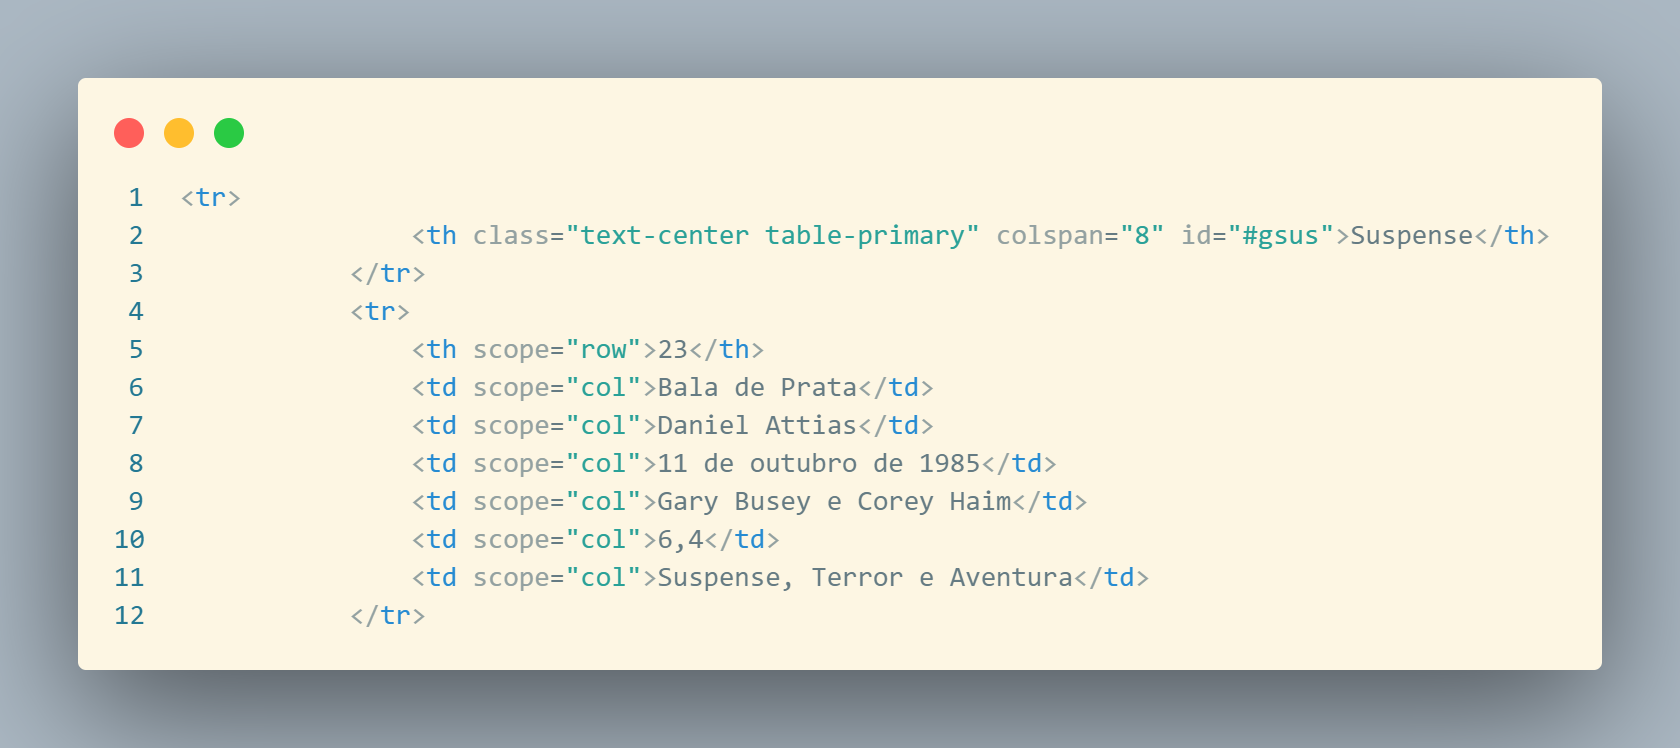 1 <tr>
2 <th class="text-center table-primary" colspan="8" id="#gsus">Suspense</th>
3 </tr>
4 <tr>
5 <th scope="row">23</th>
6 <td scope="col">Bala de Prata</td>
7 <td scope="col">Daniel Attias</td>
8 <td scope="col">11 de outubro de 1985</td>
9 <td scope="col">Gary Busey e Corey Haim</td>
10 <td scope="col">6,4</td>
11 <td scope="col">Suspense, Terror e Aventura</td>
12 </tr>